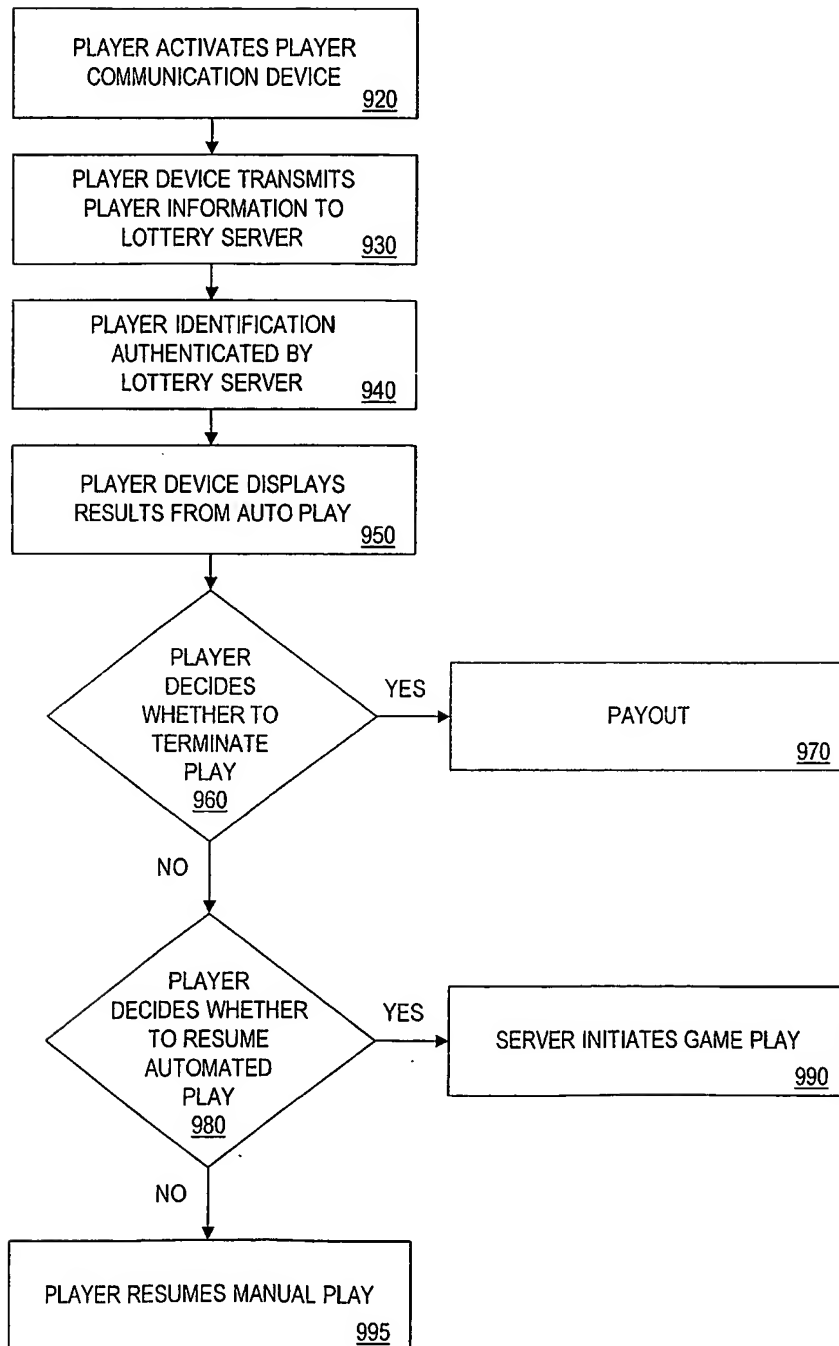 PLAYER ACTIVATES PLAYER
COMMUNICATION DEVICE
920
PLAYER DEVICE TRANSMITS
PLAYER INFORMATION TO
LOTTERY SERVER
930
PLAYER IDENTIFICATION
AUTHENTICATED BY
LOTTERY SERVER
940
PLAYER DEVICE DISPLAYS
RESULTS FROM AUTO PLAY
950
PLAYER
DECIDES
WHETHER TO
TERMINATE
PLAY
960
YES
PAYOUT
970
NO
PLAYER
DECIDES WHETHER
TO RESUME
AUTOMATED
PLAY
980
YES
SERVER INITIATES GAME PLAY
990
NO
PLAYER RESUMES MANUAL PLAY
995